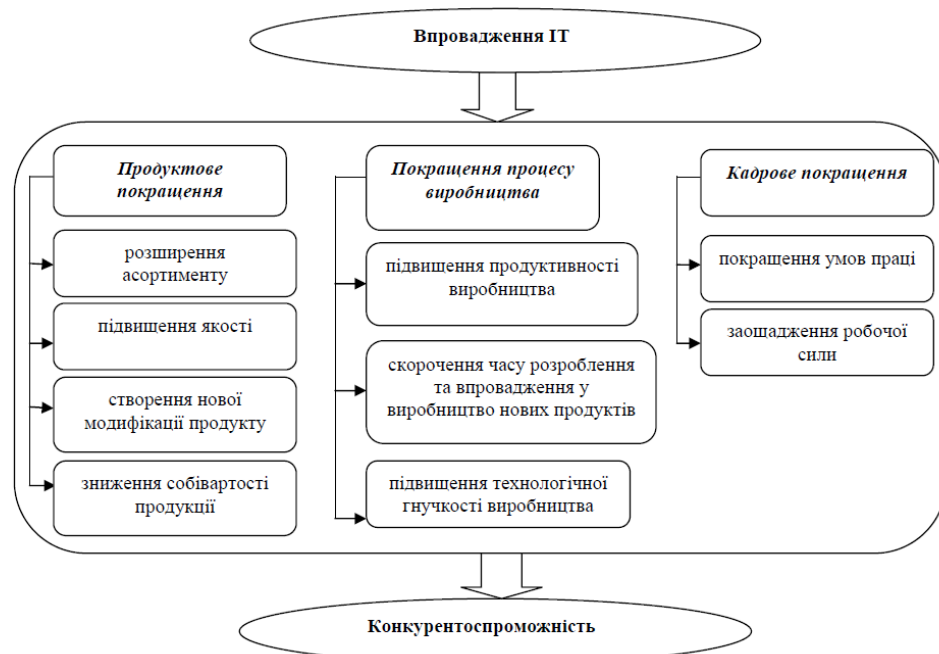 Впровадження ІТ
Продуктове
покращення
розширення
асортименту
підвищення якості
створення нової
модифікації продукту
зниження собівартості
продукції
Покращення процесу
виробництва
підвищення продуктивності
виробництва
скорочення часу розроблення
та впровадження у
виробництво нових продуктів
підвищення технологічної
гнучкості виробництва
Кадрове покращення
покращення умов праці
заощадження робочої
сили
Конкурентоспроможність